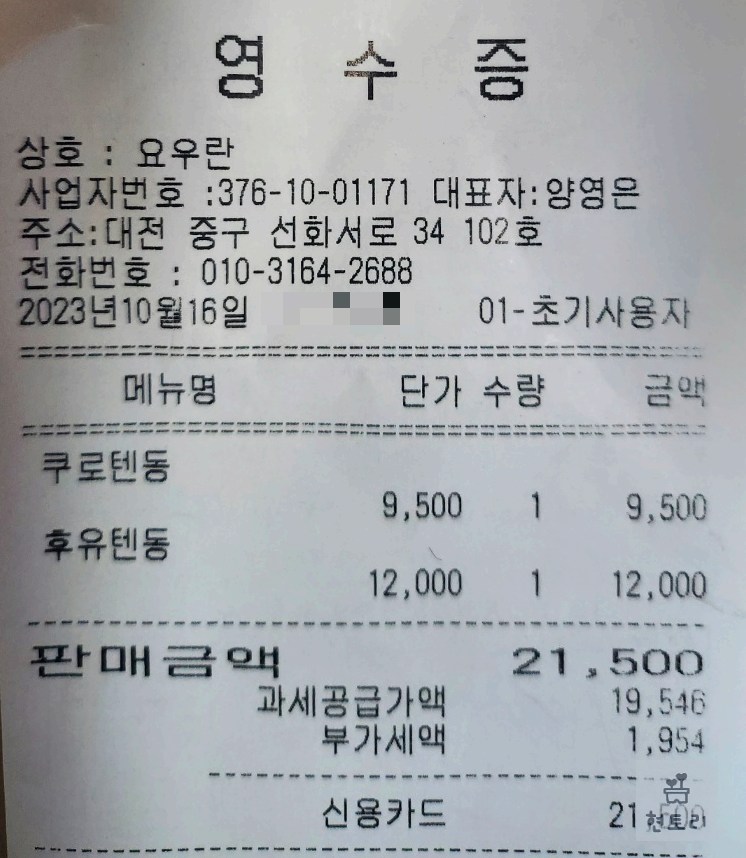 영 수 증
상호 : 요우란
사업자번호 :376-10-01171 대표자:양영은
주소:대전 중구 선화서로 34 102호
전화번호 : 010-3164-2688
2023년10월16일 01-초기사용자
메뉴명 단가 수량 금액
쿠로텐동
9,500 1 9,500
후유텐동
12,000 1 12,000
판매금액 21,500
과세공급가액 19,546
부가세액 1,954
신용카드 21
현토리